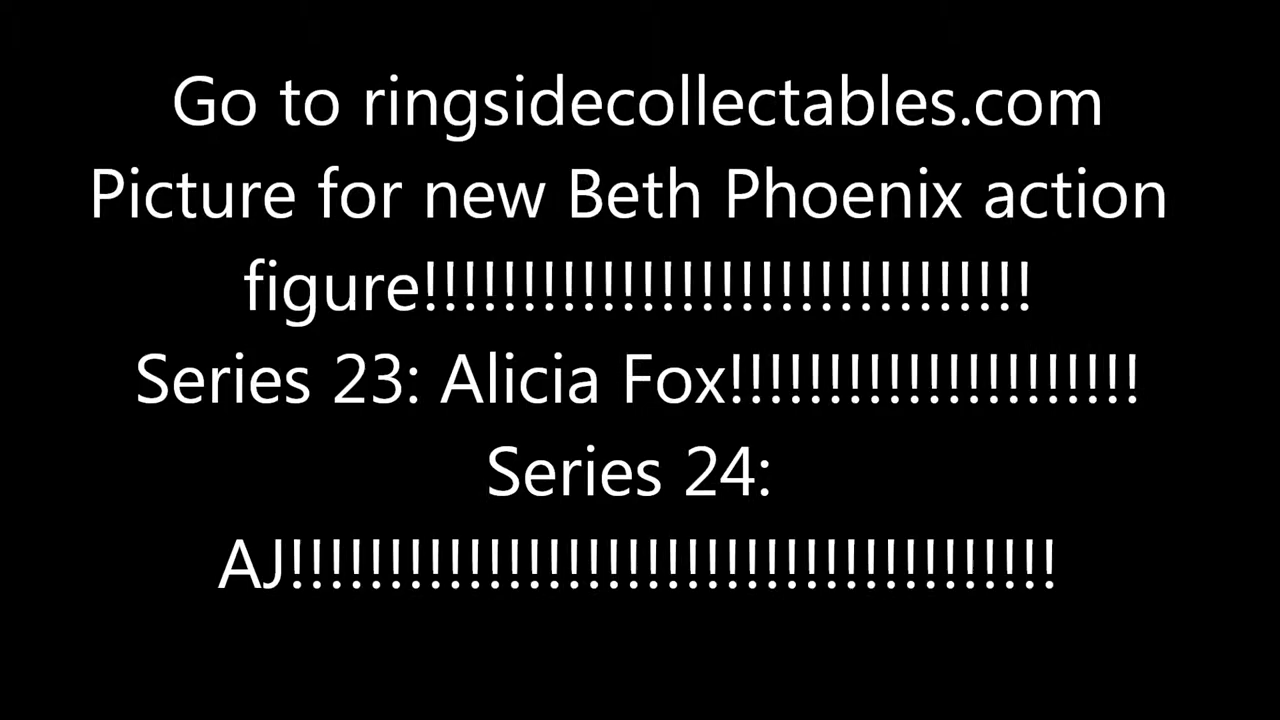 Go to ringsidecollectables.com
Picture for new Beth Phoenix action
figure!!!!!!!!!!!!!!!!!!!!!!!!!!!!!!!
Series 23: Alicia Fox!!!!!!!!!!!!!!!!!!!!!
Series 24:
AJ!!!!!!!!!!!!!!!!!!!!!!!!!!!!!!!!!!!!!!!